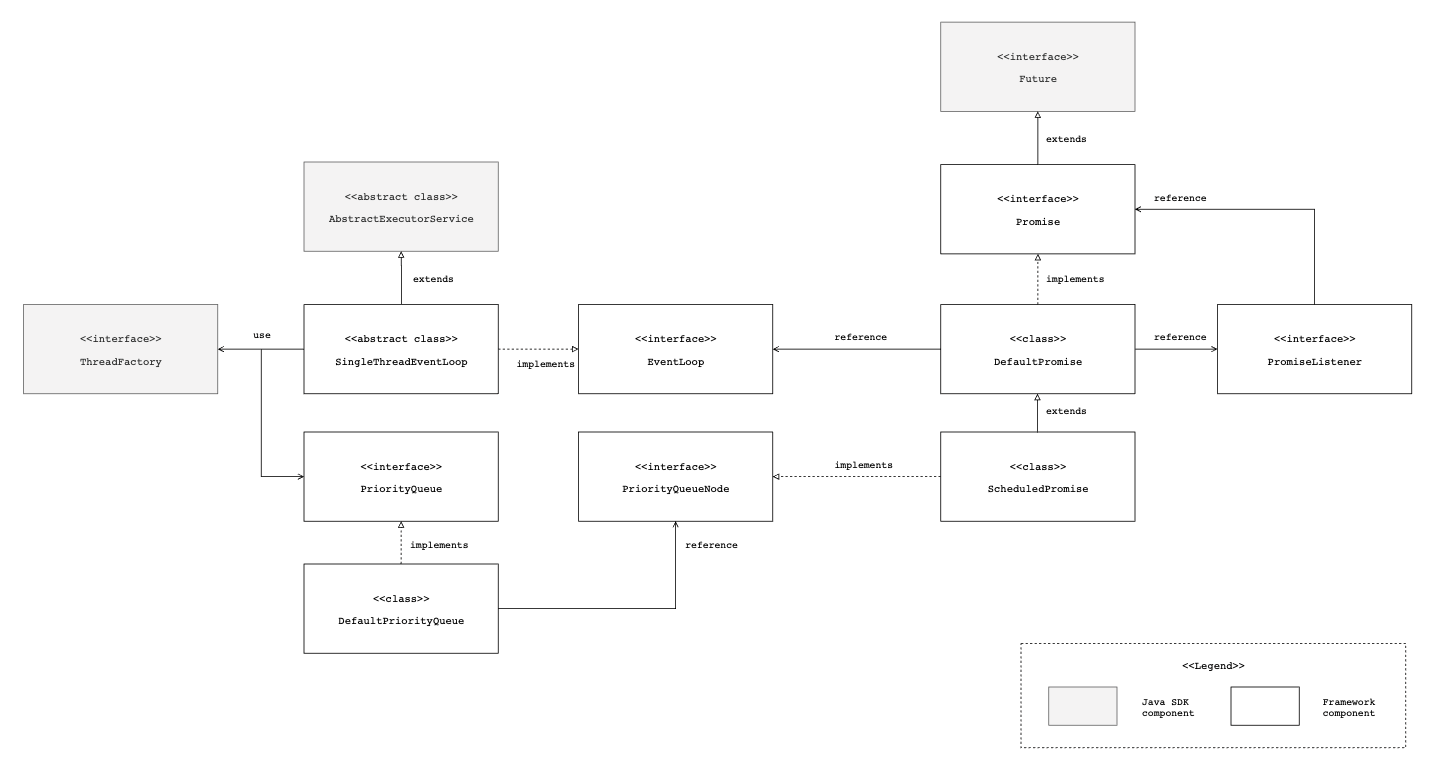 <<interface>>
Future
extends
<<abstract class>>
AbstractExecutorService
<<interface>>
Promise
reference
extends
implements
<<interface>>
ThreadFactory
use
<<abstract class>>
SingleThreadEventLoop
implements
<<interface>>
EventLoop
reference
<<class>>
DefaultPromise
reference
<<interface>>
PromiseListener
extends
<<interface>>
PriorityQueue
<<interface>>
PriorityQueueNode
implements
<<class>>
ScheduledPromise
implements
reference
<<class>>
DefaultPriorityQueue
<<Legend>>
Java SDK
component
Framework
component